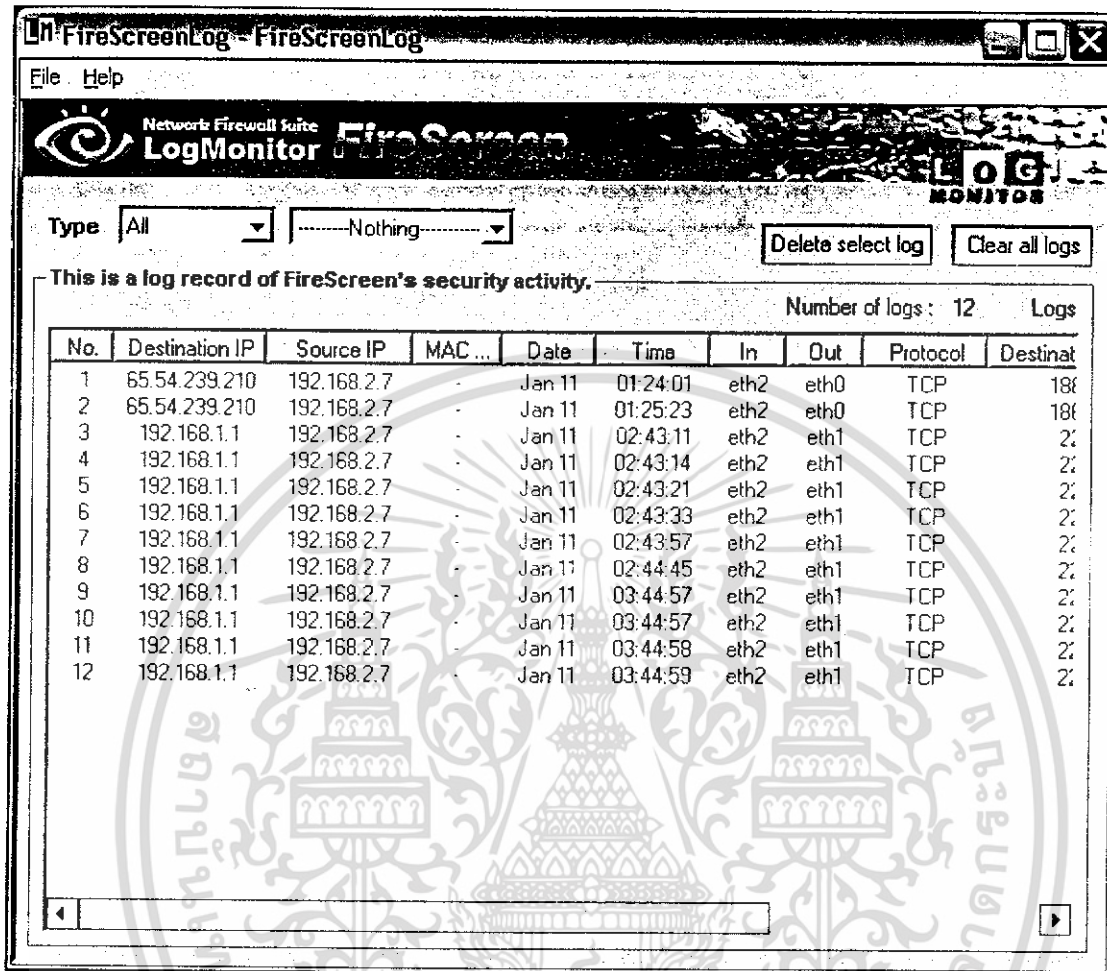 LM FireScreenLog - FireScreenLog
File Help
Network Firewall Suite
LogMonitor FireScreen
LOG
MONITOR
Type All --------Nothing--------
Delete select log Clear all logs
This is a log record of FireScreen's security activity.
Number of logs : 12 Logs
No. Destination IP Source IP MAC ... Date Time In Out Protocol Destinat
1 65.54.239.210 192.168.2.7 - Jan 11 01:24:01 eth2 eth0 TCP
2 65.54.239.210 192.168.2.7 - Jan 11 01:25:23 eth2 eth0 TCP
3 192.168.1.1 192.168.2.7 - Jan 11 02:43:11 eth2 eth1 TCP
4 192.168.1.1 192.168.2.7 - Jan 11 02:43:14 eth2 eth1 TCP
5 192.168.1.1 192.168.2.7 - Jan 11 02:43:21 eth2 eth1 TCP
6 192.168.1.1 192.168.2.7 - Jan 11 02:43:33 eth2 eth1 TCP
7 192.168.1.1 192.168.2.7 - Jan 11 02:43:57 eth2 eth1 TCP
8 192.168.1.1 192.168.2.7 - Jan 11 02:44:45 eth2 eth1 TCP
9 192.168.1.1 192.168.2.7 - Jan 11 03:44:57 eth2 eth1 TCP
10 192.168.1.1 192.168.2.7 - Jan 11 03:44:57 eth2 eth1 TCP
11 192.168.1.1 192.168.2.7 - Jan 11 03:44:58 eth2 eth1 TCP
12 192.168.1.1 192.168.2.7 - Jan 11 03:44:59 eth2 eth1 TCP